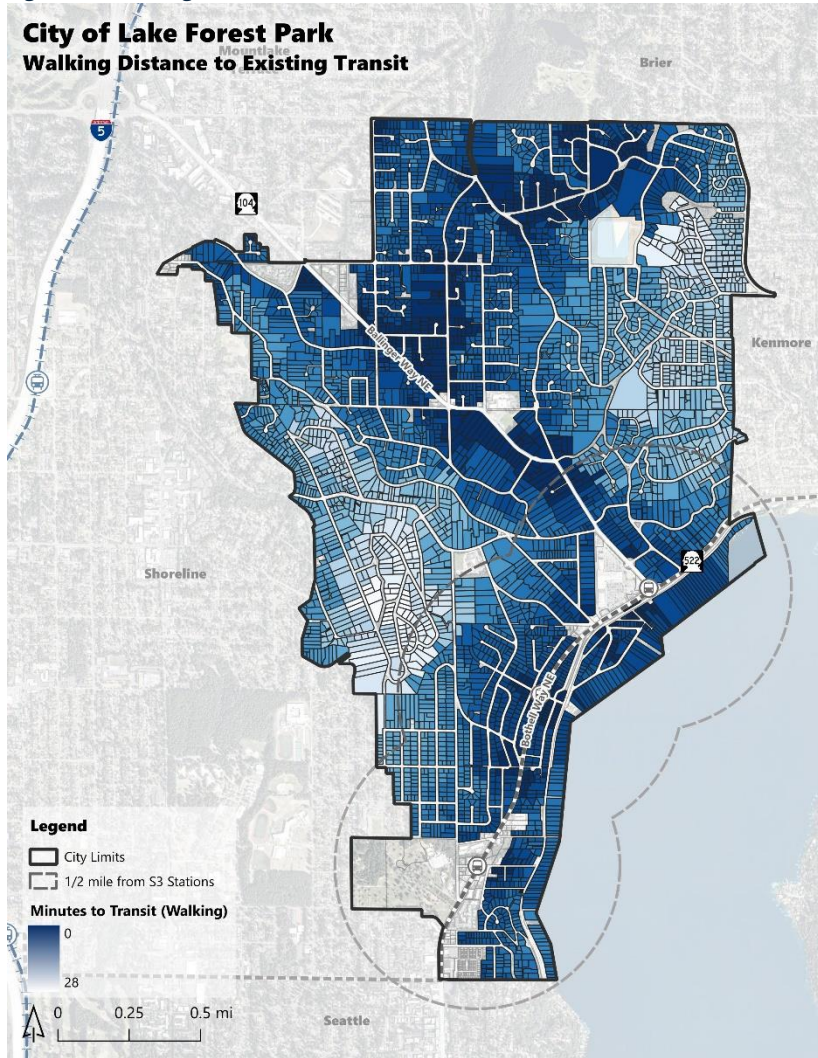 City of Lake Forest Park
Walking Distance to Existing Transit
Mountlake
Terrace
Brier
5
104
Ballinger Way NE
Kenmore
Shoreline
522
Bothell Way NE
Legend
City Limits
1/2 mile from S3 Stations
Minutes to Transit (Walking)
0
28
0 0.25 0.5 mi
Seattle